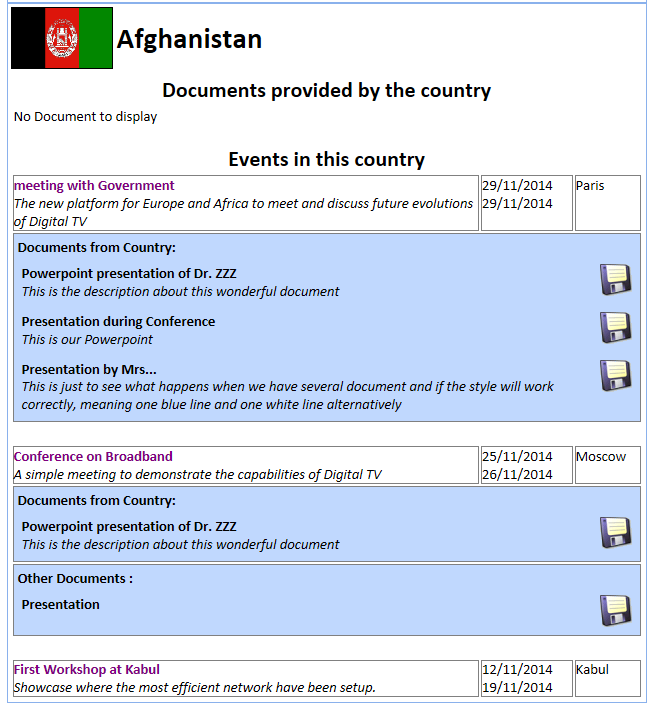 Afghanistan
Documents provided by the country
No Document to display
Events in this country
meeting with Government
The new platform for Europe and Africa to meet and discuss future evolutions
of Digital TV
29/11/2014
29/11/2014
Paris
Documents from Country:
Powerpoint presentation of Dr. ZZZ
This is the description about this wonderful document
Presentation during Conference
This is our Powerpoint
Presentation by Mrs...
This is just to see what happens when we have several document and if the style will work
correctly, meaning one blue line and one white line alternatively
Conference on Broadband
A simple meeting to demonstrate the capabilities of Digital TV
25/11/2014
26/11/2014
Moscow
Documents from Country:
Powerpoint presentation of Dr. ZZZ
This is the description about this wonderful document
Other Documents :
Presentation
First Workshop at Kabul
Showcase where the most efficient network have been setup.
12/11/2014
19/11/2014
Kabul